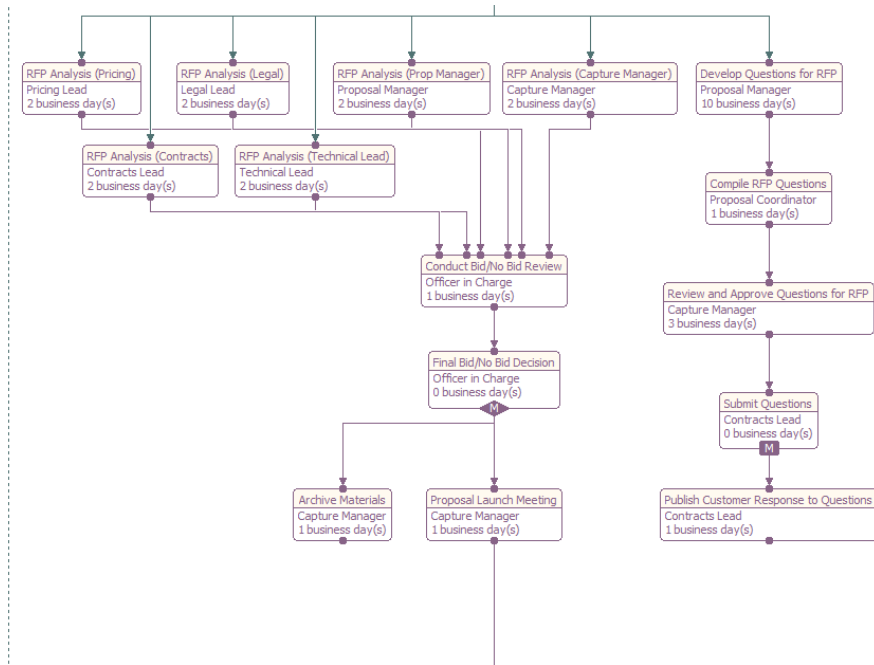 RFP Analysis (Pricing)
Pricing Lead
2 business day(s)
RFP Analysis (Legal)
Legal Lead
2 business day(s)
RFP Analysis (Prop Manager)
Proposal Manager
2 business day(s)
RFP Analysis (Capture Manager)
Capture Manager
2 business day(s)
Develop Questions for RFP
Proposal Manager
10 business day(s)
RFP Analysis (Contracts)
Contracts Lead
2 business day(s)
RFP Analysis (Technical Lead)
Technical Lead
2 business day(s)
Compile RFP Questions
Proposal Coordinator
1 business day(s)
Conduct Bid/No Bid Review
Officer in Charge
1 business day(s)
Review and Approve Questions for RFP
Capture Manager
3 business day(s)
Final Bid/No Bid Decision
Officer in Charge
0 business day(s)
M
Submit Questions
Contracts Lead
0 business day(s)
M
Archive Materials
Capture Manager
1 business day(s)
Proposal Launch Meeting
Capture Manager
1 business day(s)
Publish Customer Response to Questions
Contracts Lead
1 business day(s)